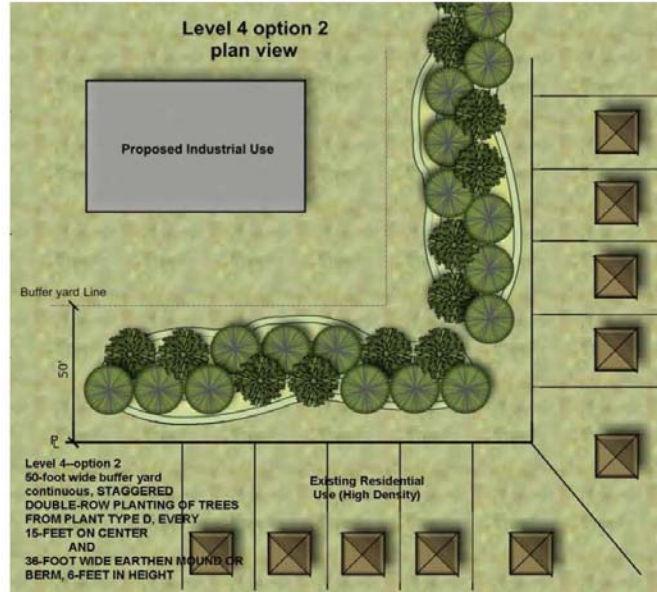 Level 4 option 2
plan view
Proposed Industrial Use
Buffer yard Line
50'
PL
Level 4--option 2
50-foot wide buffer yard
continuous, STAGGERED
DOUBLE-ROW PLANTING OF TREES
FROM PLANT TYPE D, EVERY
15-FEET ON CENTER
AND
36-FOOT WIDE EARTHEN MOUND OR
BERM, 6-FEET IN HEIGHT
Existing Residential
Use (High Density)